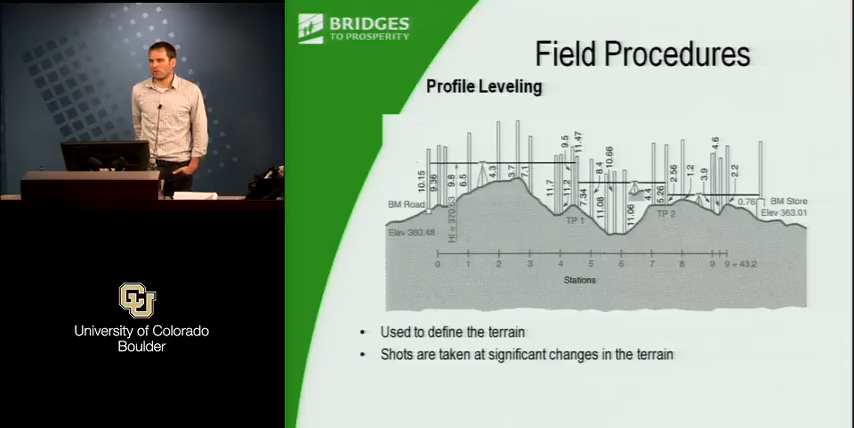 BRIDGES
TO PROSPERITY
Field Procedures
Profile Leveling
10.15
9.36
9.8
6.5
4.3
3.7
7.1
11.7
9.5
11.2
11.47
7.34
8.4
11.08
10.66
11.06
4.4
5.26
2.56
1.2
3.9
4.6
2.2
0.76
BM Road
Elev 360.48
HI = 370.63
TP 1
TP 2
BM Store
Elev 363.01
0 1 2 3 4 5 6 7 8 9 9 + 43.2
Stations
• Used to define the terrain
• Shots are taken at significant changes in the terrain
CU
University of Colorado
Boulder